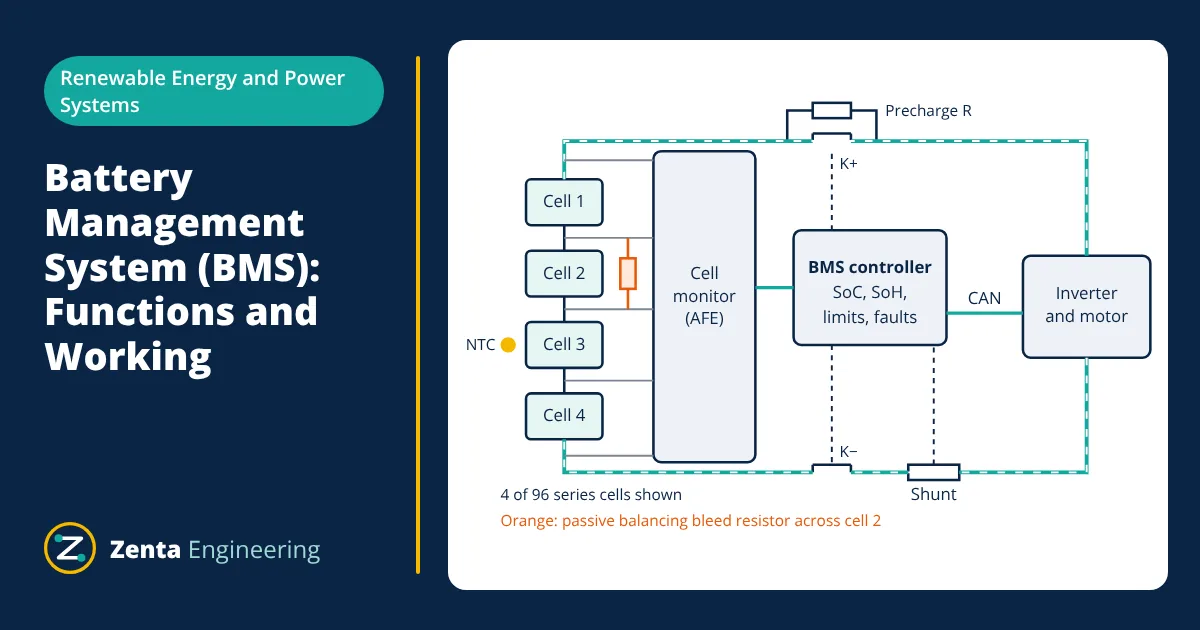 Renewable Energy and Power
Systems
Battery
Management
System (BMS):
Functions and
Working
Zenta Engineering
Precharge R
K+
Cell 1
Cell 2
Cell 3
Cell 4
NTC
Cell
monitor
(AFE)
BMS controller
SoC, SoH,
limits, faults
CAN
Inverter
and motor
K−
Shunt
4 of 96 series cells shown
Orange: passive balancing bleed resistor across cell 2